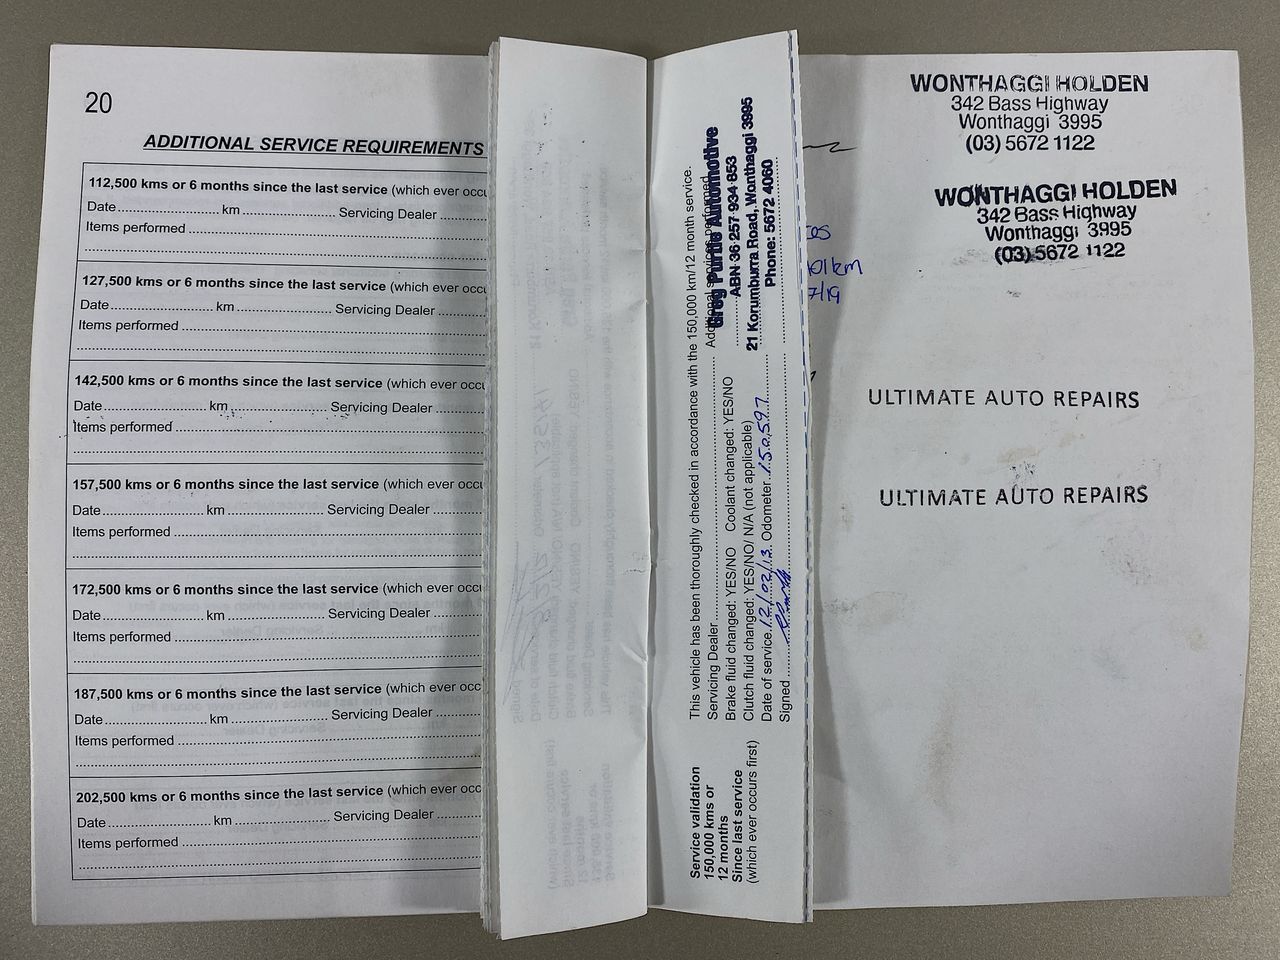 20
ADDITIONAL SERVICE REQUIREMENTS
112,500 kms or 6 months since the last service (which ever occu
Date.................... km ........................ Servicing Dealer ............
Items performed
127,500 kms or 6 months since the last service (which ever occu
Date.................... km ........................ Servicing Dealer ............
Items performed
142,500 kms or 6 months since the last service (which ever occu
Date.................... km ........................ Servicing Dealer ............
Items performed
157,500 kms or 6 months since the last service (which ever occu
Date.................... km ........................ Servicing Dealer ............
Items performed
172,500 kms or 6 months since the last service (which ever occu
Date.................... km ........................ Servicing Dealer ............
Items performed
187,500 kms or 6 months since the last service (which ever occ
Date.................... km ........................ Servicing Dealer ............
Items performed
202,500 kms or 6 months since the last service (which ever occ
Date.................... km ........................ Servicing Dealer ............
Items performed
Service validation
150,000 kms or
12 months
Since last service
(which ever occurs first)
This vehicle has been thoroughly checked in accordance with the 150,000 km/12 month service.
Servicing Dealer ............ Additional services performed
Brake fluid changed: YES/NO Coolant changed: YES/NO
Clutch fluid changed: YES/NO/ N/A (not applicable)
Date of service 12/02/13 Odometer 150,597
Signed
Greg Purtle Automotive
ABN 36 257 934 853
21 Korumburra Road, Wonthaggi 3995
Phone: 5672 4060
01km
7/19
WONTHAGGI HOLDEN
342 Bass Highway
Wonthaggi 3995
(03) 5672 1122
WONTHAGGI HOLDEN
342 Bass Highway
Wonthaggi 3995
(03) 5672 1122
ULTIMATE AUTO REPAIRS
ULTIMATE AUTO REPAIRS